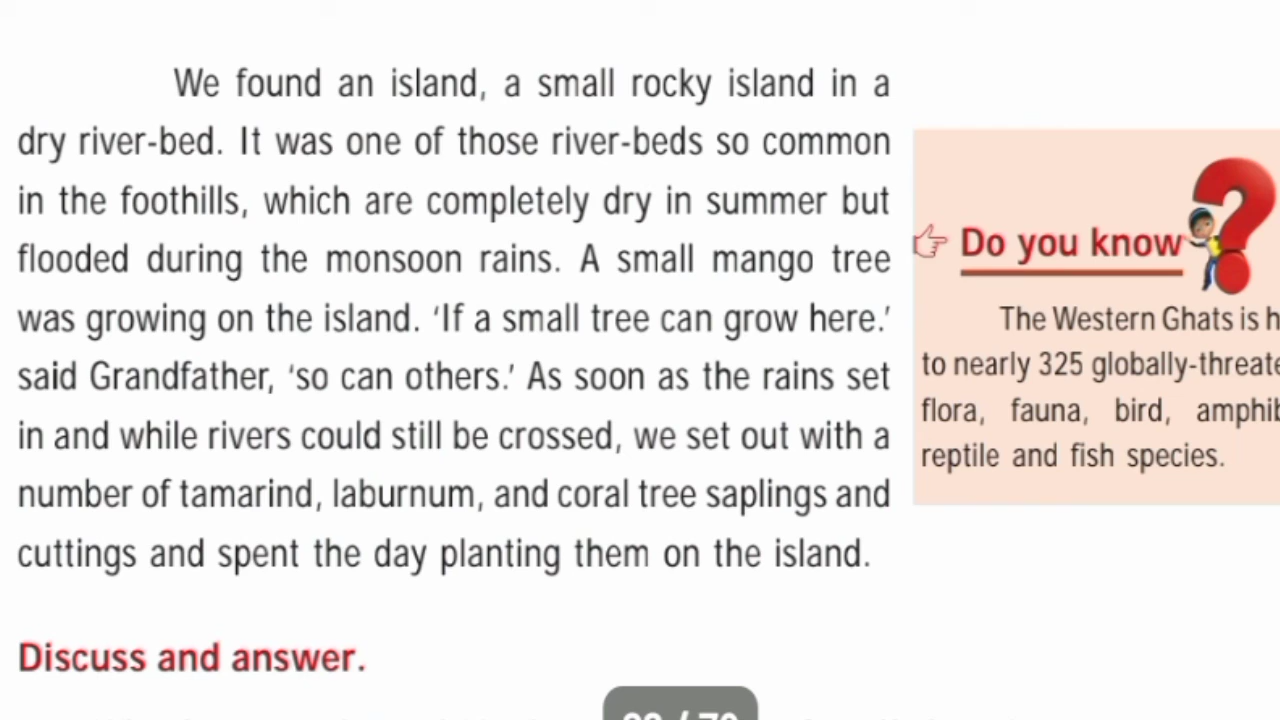 We found an island, a small rocky island in a
dry river-bed. It was one of those river-beds so common
in the foothills, which are completely dry in summer but
flooded during the monsoon rains. A small mango tree
was growing on the island. ‘If a small tree can grow here.’
said Grandfather, ‘so can others.’ As soon as the rains set
in and while rivers could still be crossed, we set out with a
number of tamarind, laburnum, and coral tree saplings and
cuttings and spent the day planting them on the island.
Do you know
The Western Ghats is
to nearly 325
flora, fauna, bird,
reptile and fish species.
Discuss and answer.